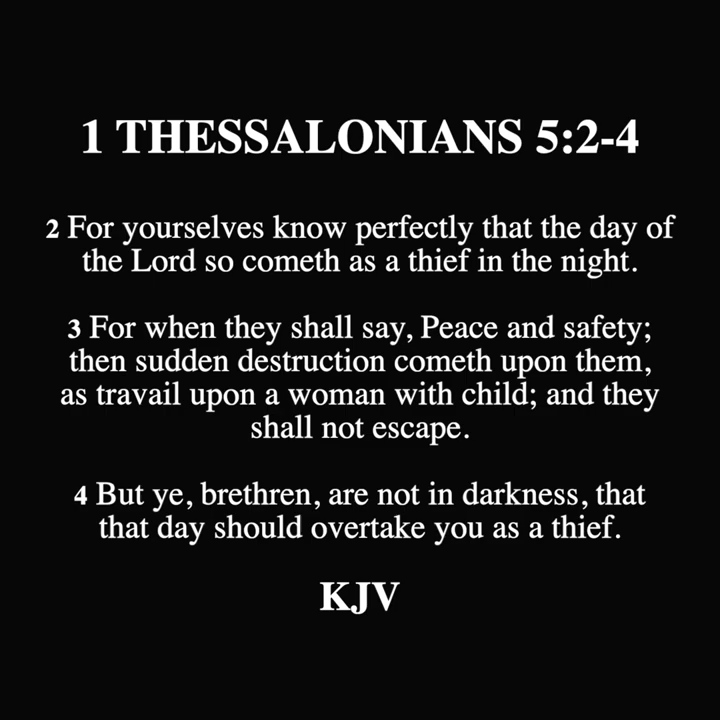 1 THESSALONIANS 5:2-4
2 For yourselves know perfectly that the day of
the Lord so cometh as a thief in the night.
3 For when they shall say, Peace and safety;
then sudden destruction cometh upon them,
as travail upon a woman with child; and they
shall not escape.
4 But ye, brethren, are not in darkness, that
that day should overtake you as a thief.
KJV